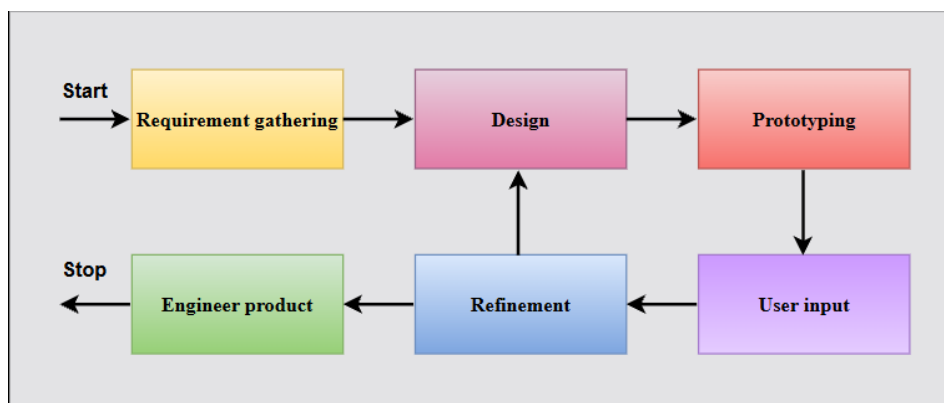 Start
Requirement gathering
Design
Prototyping
Stop
Engineer product
Refinement
User input